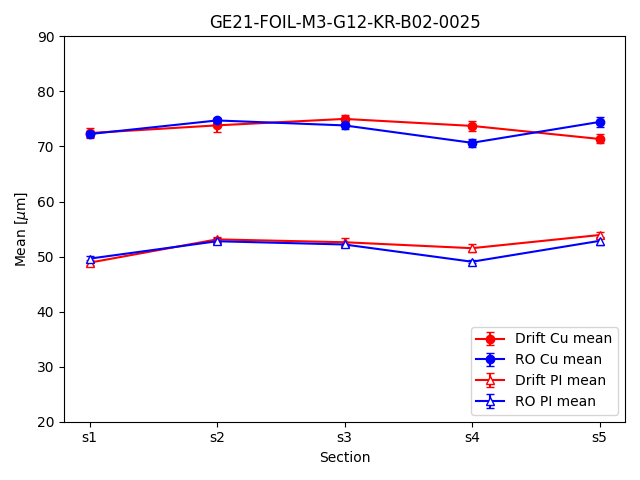 GE21-FOIL-M3-G12-KR-B02-0025
90
80
70
60
50
40
30
20
Mean [μm]
s1 s2 s3 s4 s5
Section
Drift Cu mean
RO Cu mean
Drift PI mean
RO PI mean